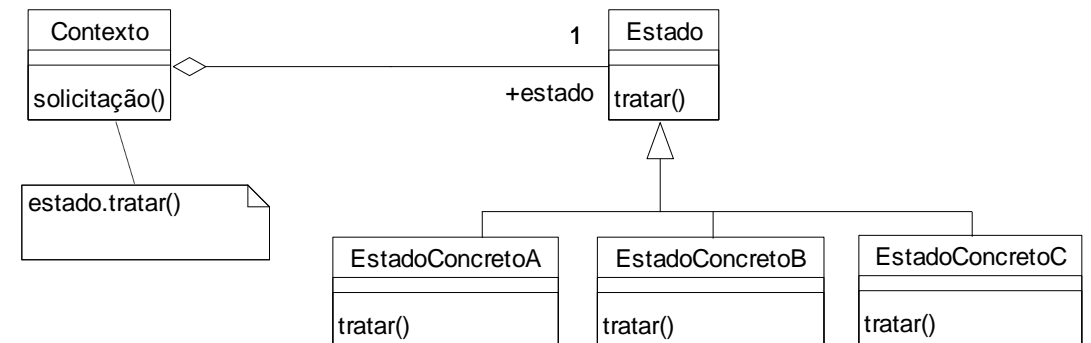 Contexto
solicitação()
estado.tratar()
1
+estado
Estado
tratar()
EstadoConcretoA
tratar()
EstadoConcretoB
tratar()
EstadoConcretoC
tratar()